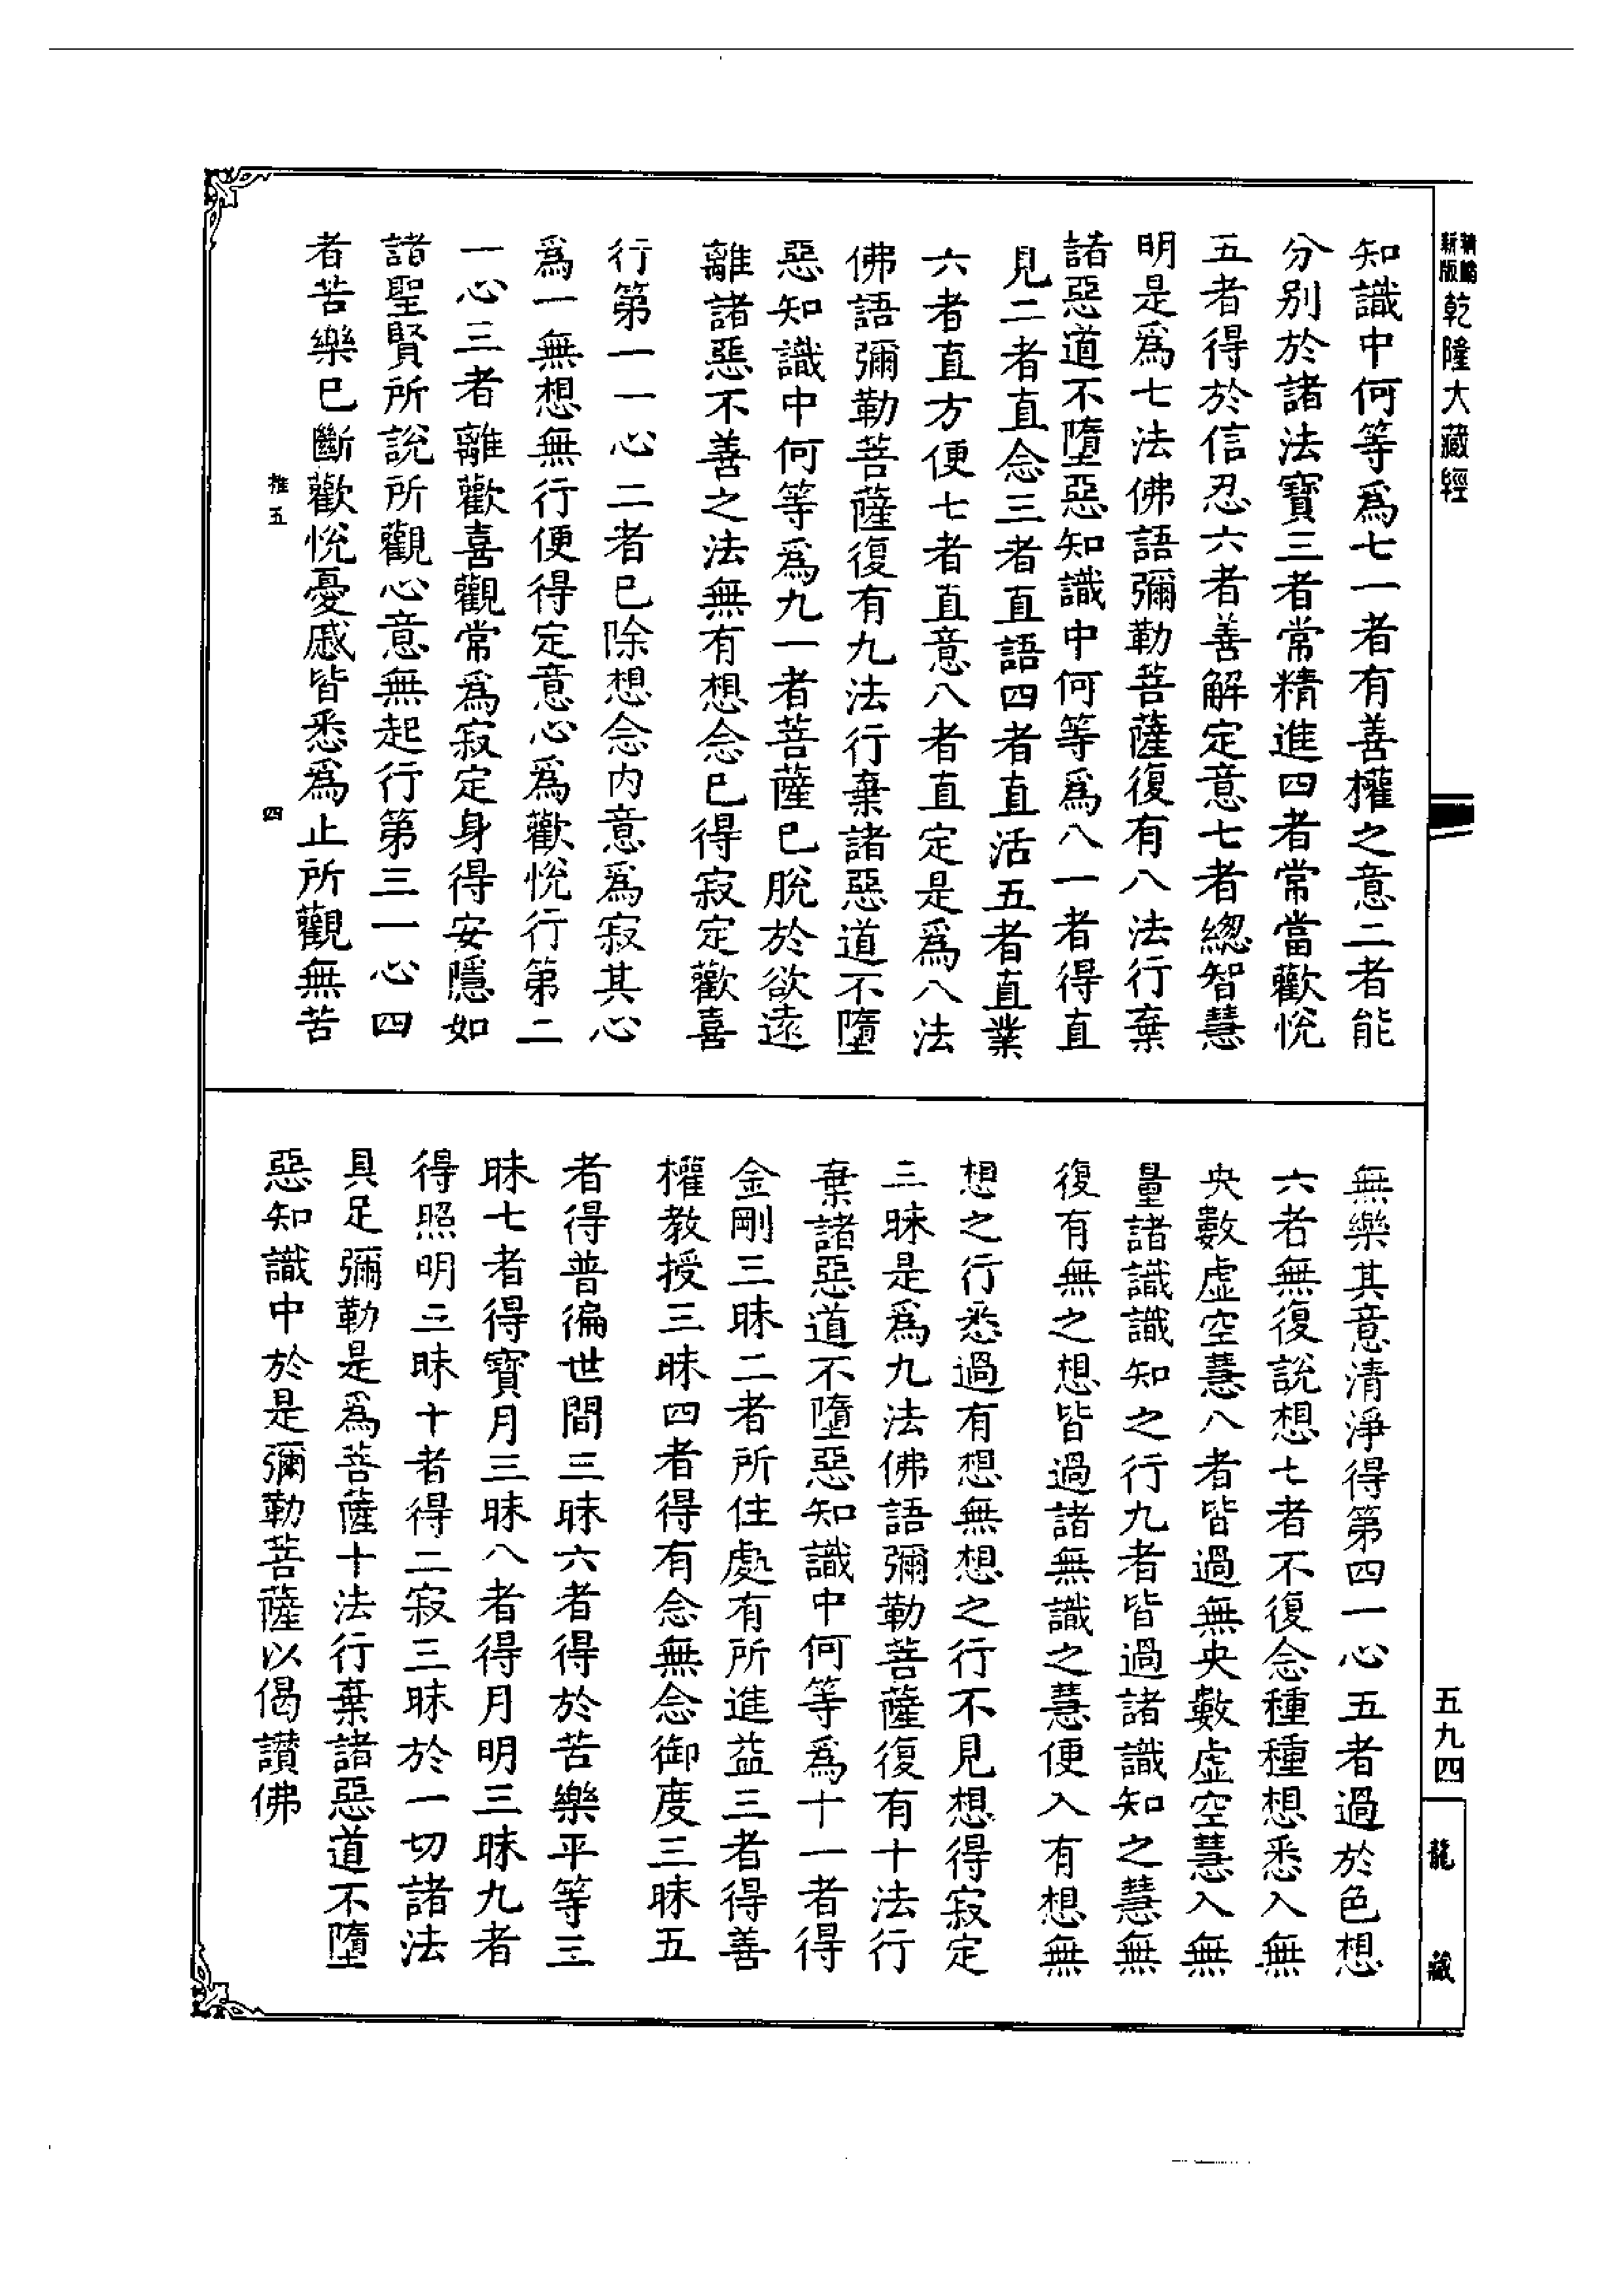 新編
新版
乾隆大藏經
知識中何等為七一者有善權之意二者能
分別於諸法寶三者常精進四者常當歡悅
五者得於信忍六者善解定意七者總智慧
明是為七法佛語彌勒菩薩復有八法行棄
諸惡道不墮惡知識中何等為八一者得直
見二者直念三者直語四者直活五者直業
六者直方便七者直意八者直定是為八法
佛語彌勒菩薩復有九法行棄諸惡道不墮
惡知識中何等為九一者菩薩已脫於欲遠
離諸惡不善之法無有想念已得寂定歡喜
行第一一心二者已除想念內意為寂其心
為一無想無行便得定意心為歡悅行第二
一心三者離歡喜觀常為寂定身得安隱如
諸聖賢所說所觀心意無起行第三一心四
者苦樂已斷歡悅憂慼皆悉為止所觀無苦
推五
四
無樂其意清淨得第四一心五者過於色想
六者無復說想七者不復念種種想悉入無
央數虛空慧八者皆過無央數虛空慧入無
量諸識識知之行九者皆過諸識知之慧無
復有無之想皆過諸無識之慧便入有想無
想之行悉過有想無想之行不見想得寂定
三昧是為九法佛語彌勒菩薩復有十法行
棄諸惡道不墮惡知識中何等為十一者得
金剛三昧二者所住處有所進益三者得善
權教授三昧四者得有念無念御度三昧五
者得普徧世間三昧六者得於苦樂平等三
昧七者得寶月三昧八者得月明三昧九者
得照明三昧十者得二寂三昧於一切諸法
具足彌勒是為菩薩十法行棄諸惡道不墮
惡知識中於是彌勒菩薩以偈讚佛
五九四
龍藏